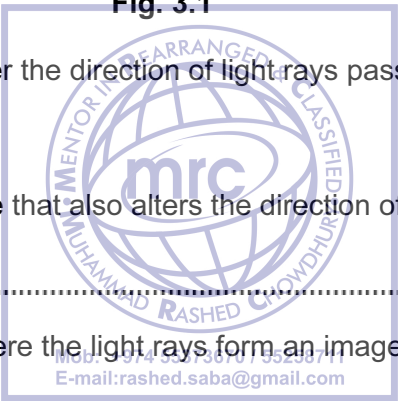 Fig. 3.1
er the direction of light rays pass
e that also alters the direction of
ere the light rays form an image
MENTOR IN REARRANGED & CLASSIFIED
mrc
MUHAMMAD RASHED CHOWDHURY
E-mail:rashed.saba@gmail.com